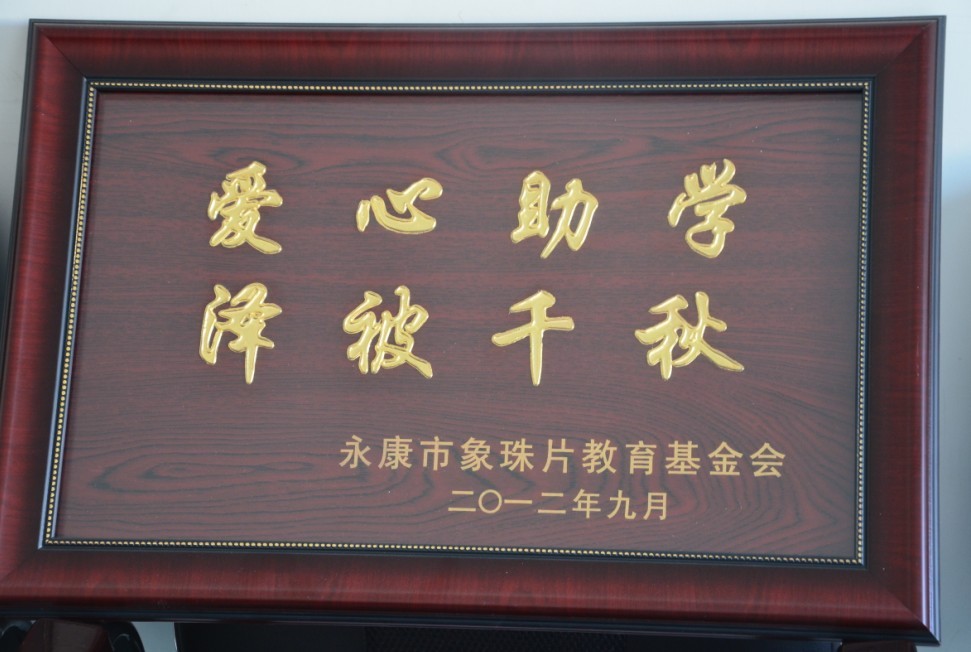 爱心助学
泽被千秋
永康市象珠片教育基金会
二〇一二年九月